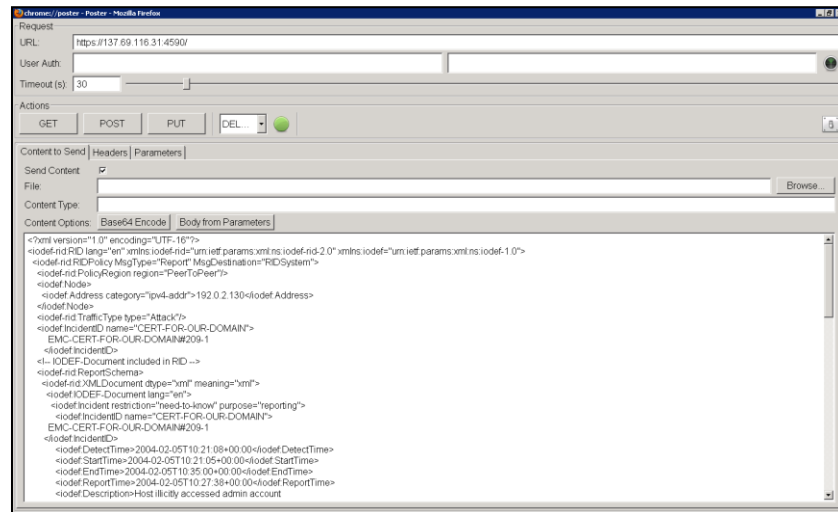 chrome://poster - Poster - Mozilla Firefox
Request
URL: https://137.69.116.31:4590/
User Auth:
Timeout (s): 30
Actions
GET POST PUT DEL...
Content to Send Headers Parameters
Send Content
File: Browse...
Content Type:
Content Options: Base64 Encode Body from Parameters
<?xml version="1.0" encoding="UTF-16"?>
<iodef-rid:RID lang="en" xmlns:iodef-rid="urn:ietf:params:xml:ns:iodef-rid-2.0" xmlns:iodef="urn:ietf:params:xml:ns:iodef-1.0">
<iodef-rid:RIDPolicy MsgType="Report" MsgDestination="RIDSystem">
<iodef-rid:PolicyRegion region="PeerToPeer"/>
<iodef:Node>
<iodef:Address category="ipv4-addr">192.0.2.130</iodef:Address>
</iodef:Node>
<iodef-rid:TrafficType type="Attack"/>
<iodef:IncidentID name="CERT-FOR-OUR-DOMAIN">
EMC-CERT-FOR-OUR-DOMAIN#209-1
</iodef:IncidentID>
<!-- IODEF-Document included in RID -->
<iodef-rid:ReportSchema>
<iodef-rid:XMLDocument dtype="xml" meaning="xml">
<iodef:IODEF-Document lang="en">
<iodef:Incident restriction="need-to-know" purpose="reporting">
<iodef:IncidentID name="CERT-FOR-OUR-DOMAIN">
EMC-CERT-FOR-OUR-DOMAIN#209-1
</iodef:IncidentID>
<iodef:DetectTime>2004-02-05T10:21:08+00:00</iodef:DetectTime>
<iodef:StartTime>2004-02-05T10:21:05+00:00</iodef:StartTime>
<iodef:EndTime>2004-02-05T10:35:00+00:00</iodef:EndTime>
<iodef:ReportTime>2004-02-05T10:27:38+00:00</iodef:ReportTime>
<iodef:Description>Host illicitly accessed admin account